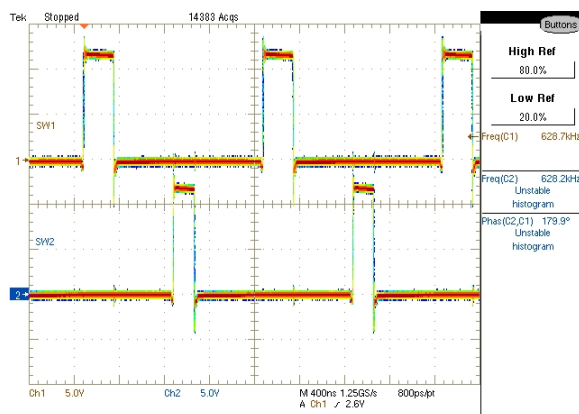 Tek Stopped 14383 Acqs
Buttons
High Ref
80.0%
Low Ref
20.0%
SW1
1
Freq(C1) 628.7kHz
Freq(C2) 628.2kHz
Unstable
histogram
Phas(C2,C1) 179.9°
Unstable
histogram
SW2
2
Ch1 5.0V Ch2 5.0V M 400ns 1.25GS/s 800ps/pt
A Ch1 / 2.6V